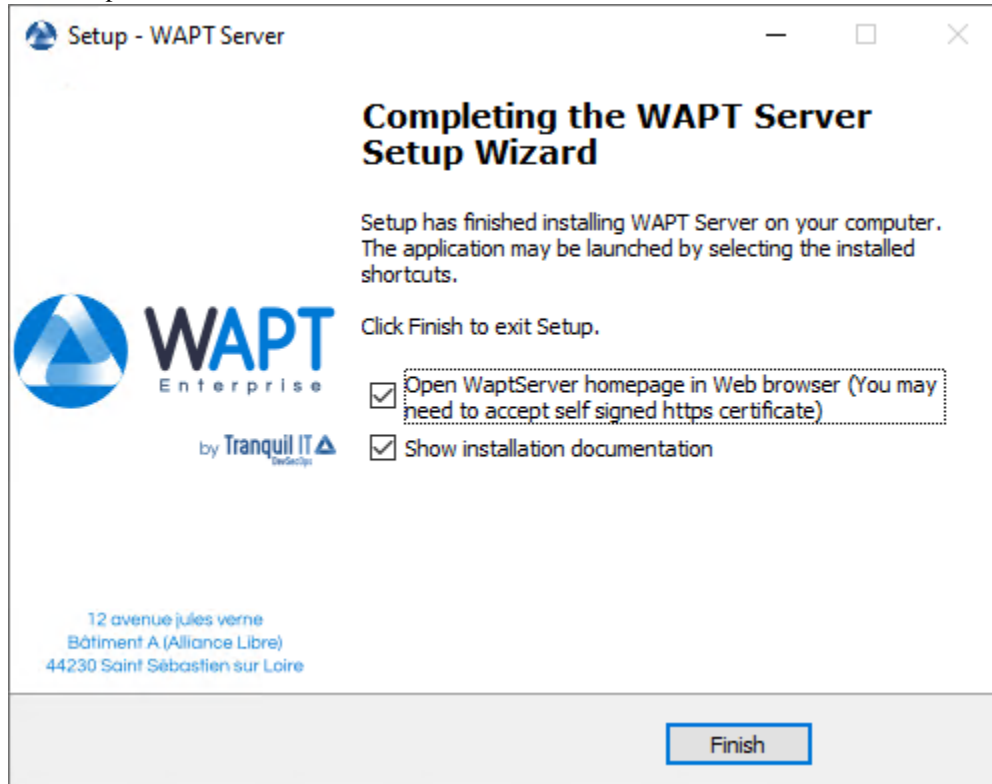 Setup - WAPT Server
Completing the WAPT Server
Setup Wizard
Setup has finished installing WAPT Server on your computer.
The application may be launched by selecting the installed
shortcuts.
Click Finish to exit Setup.
WAPT
Enterprise
by Tranquil IT
DevSecOps
Open WaptServer homepage in Web browser (You may
need to accept self signed https certificate)
Show installation documentation
12 avenue jules verne
Bâtiment A (Alliance Libre)
44230 Saint Sébastien sur Loire
Finish